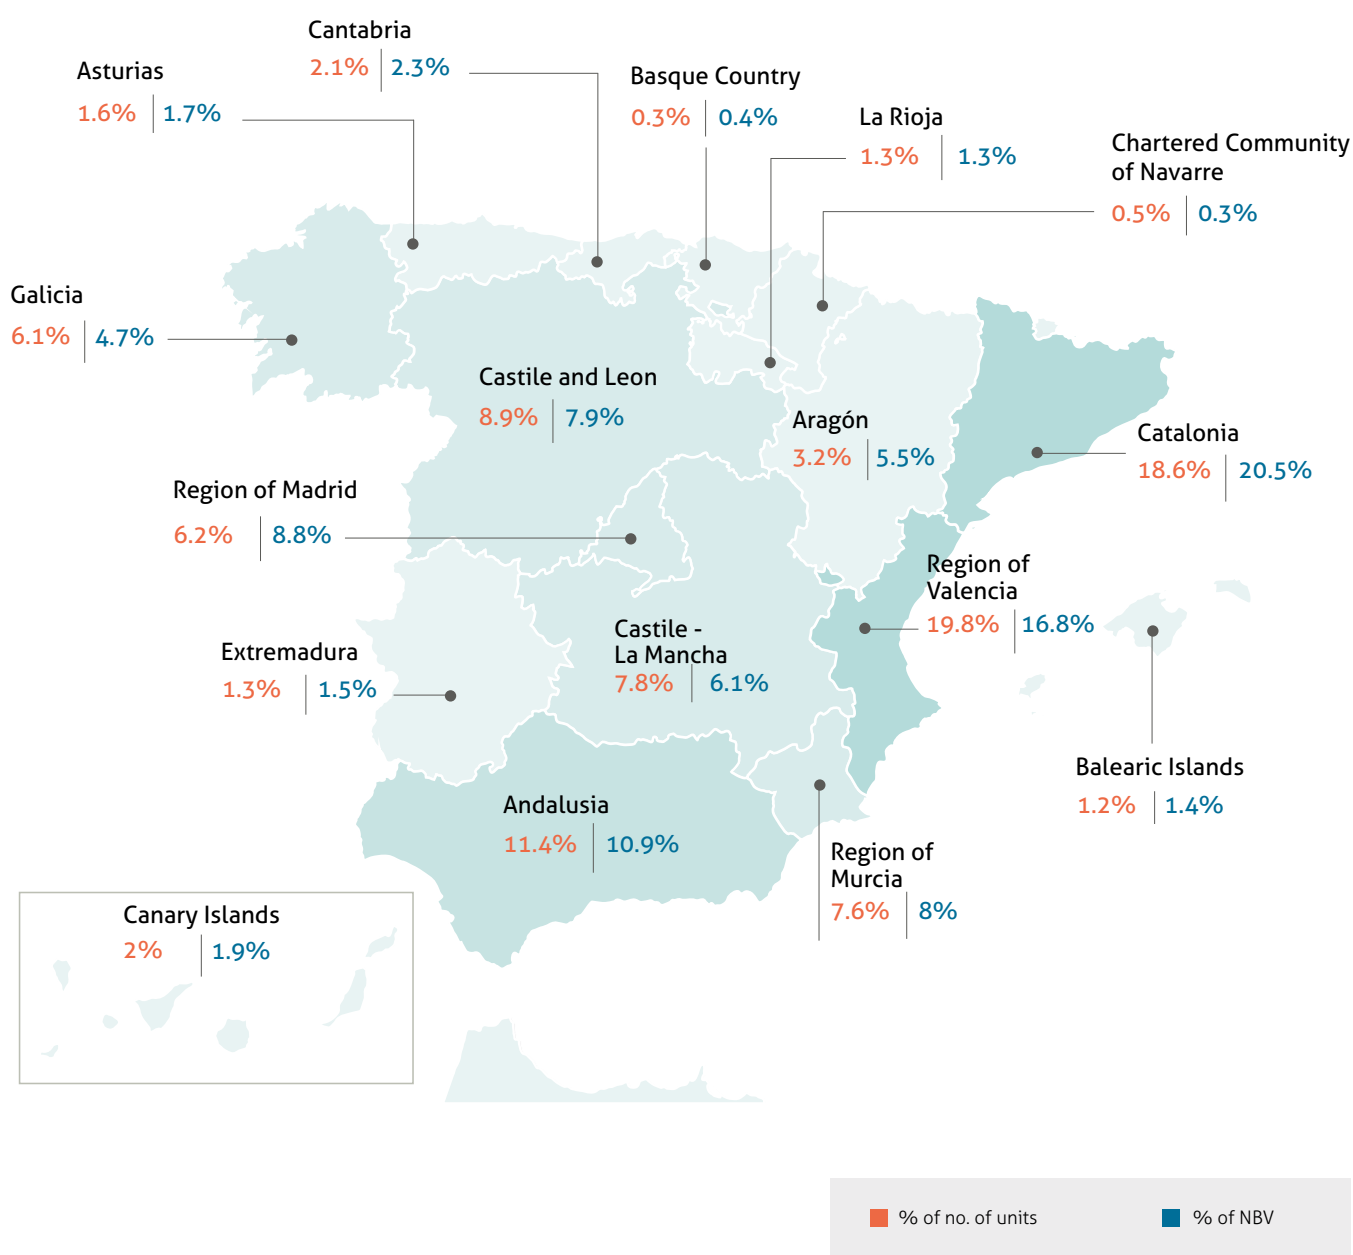 Cantabria
2.1% 2.3%
Asturias
1.6% 1.7%
Basque Country
0.3% 0.4%
La Rioja
1.3% 1.3%
Chartered Community
of Navarre
0.5% 0.3%
Galicia
6.1% 4.7%
Castile and Leon
8.9% 7.9%
Aragón
3.2% 5.5%
Catalonia
18.6% 20.5%
Region of Madrid
6.2% 8.8%
Region of
Valencia
19.8% 16.8%
Castile -
La Mancha
7.8% 6.1%
Extremadura
1.3% 1.5%
Balearic Islands
1.2% 1.4%
Andalusia
11.4% 10.9%
Region of
Murcia
7.6% 8%
Canary Islands
2% 1.9%
% of no. of units
% of NBV